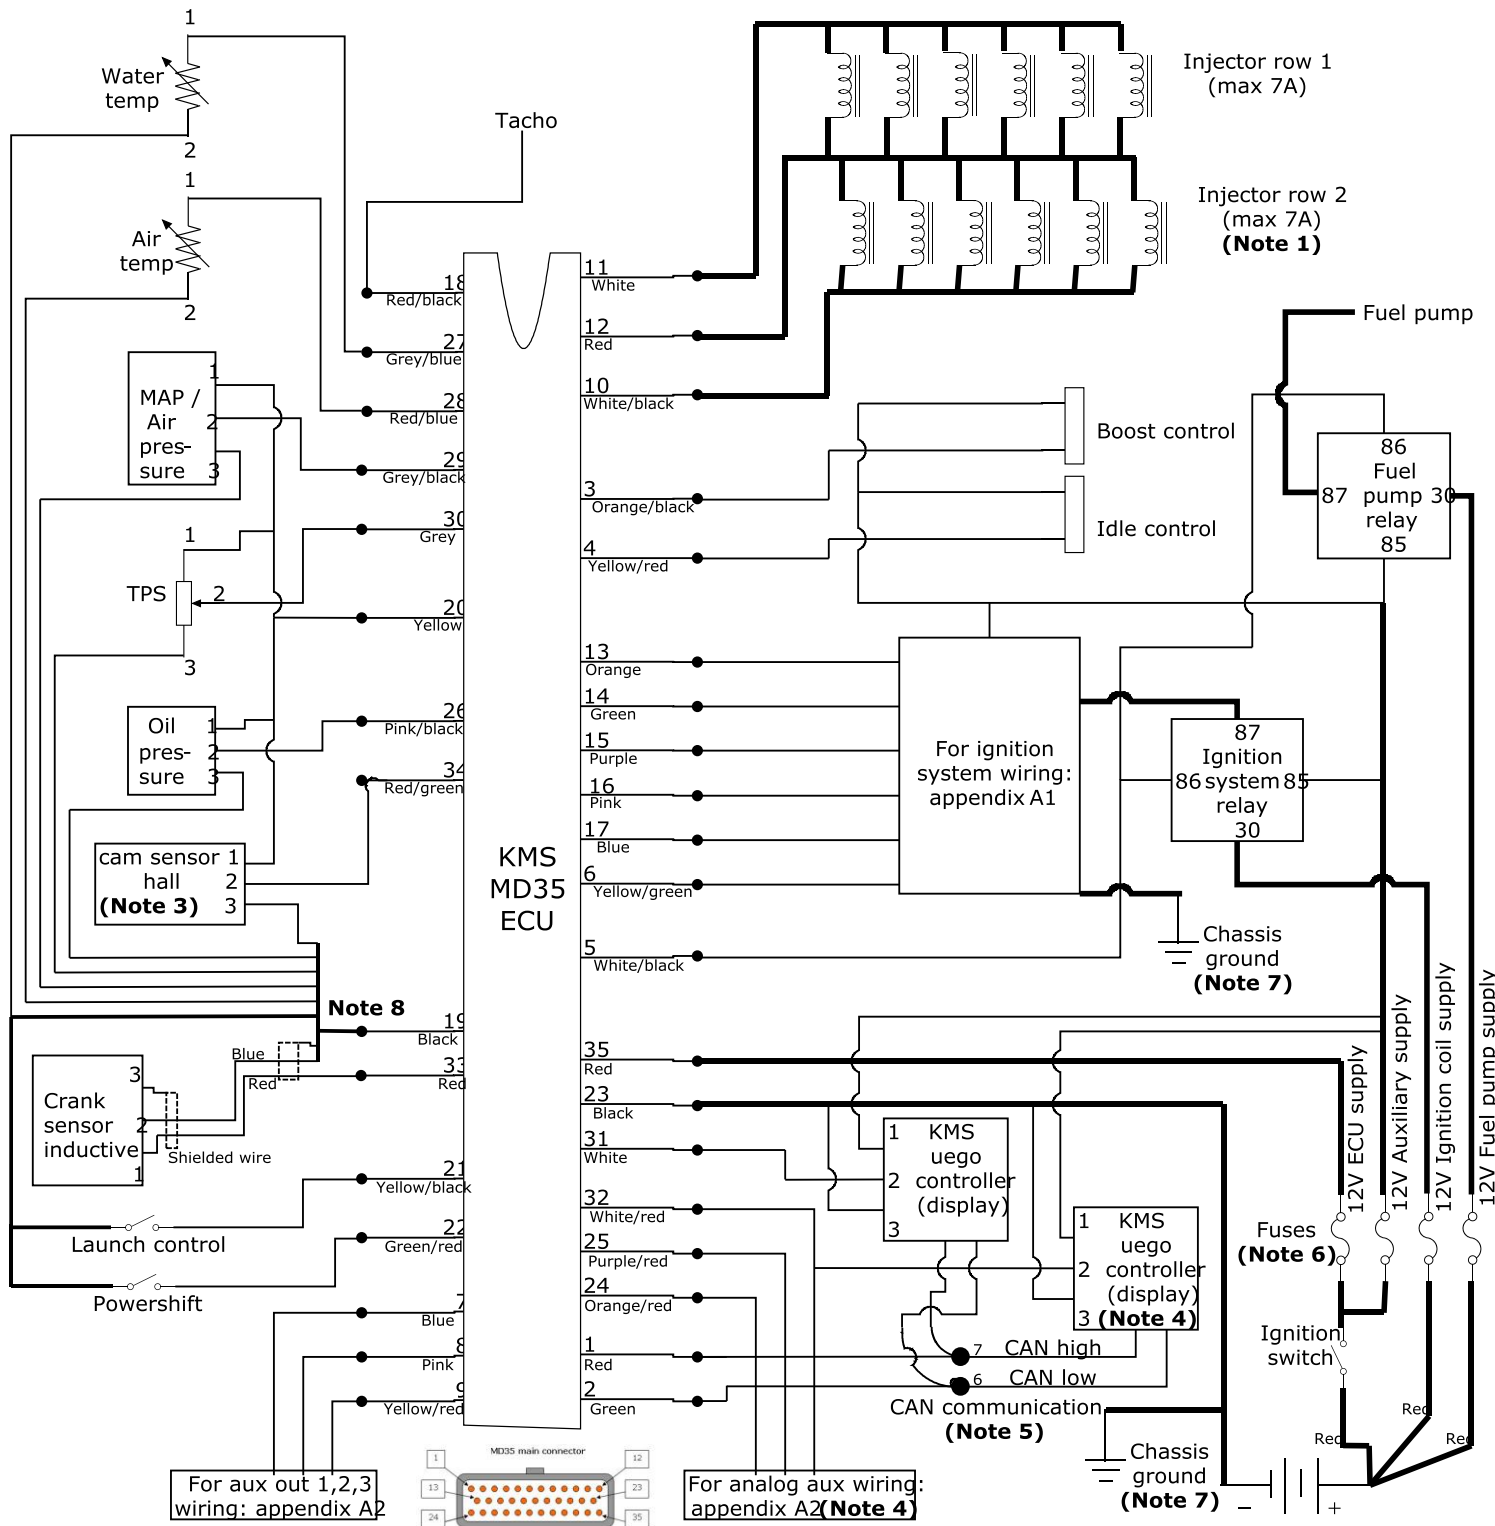 1
Water
temp
2
1
Air
temp
2
Tacho
Injector row 1
(max 7A)
Injector row 2
(max 7A)
(Note 1)
1
MAP /
Air
2
pres-
sure
3
1
TPS
2
3
Oil
pres-
sure
1
2
3
cam sensor
hall
(Note 3)
1
2
3
Note 8
Blue
Red
3
Crank
sensor
inductive
2
1
Shielded wire
Launch control
Powershift
18
Red/black
27
Grey/blue
28
Red/blue
29
Grey/black
30
Grey
20
Yellow
26
Pink/black
34
Red/green
19
Black
33
Red
21
Yellow/black
22
Green/red
7
Blue
8
Pink
9
Yellow/red
KMS
MD35
ECU
11
White
12
Red
10
White/black
3
Orange/black
4
Yellow/red
13
Orange
14
Green
15
Purple
16
Pink
17
Blue
6
Yellow/green
5
White/black
35
Red
23
Black
31
White
32
White/red
25
Purple/red
24
Orange/red
1
Red
2
Green
Boost control
Idle control
Fuel pump
86
Fuel
87 pump 30
relay
85
For ignition
system wiring:
appendix A1
87
Ignition
86 system 85
relay
30
Chassis
ground
(Note 7)
1 KMS
uego
2 controller
(display)
3
1 KMS
uego
2 controller
(display)
3 (Note 4)
7 CAN high
6 CAN low
CAN communication
(Note 5)
12V ECU supply
12V Auxiliary supply
12V Ignition coil supply
12V Fuel pump supply
Fuses
(Note 6)
Ignition
switch
Red
Red
Red
Chassis
ground
(Note 7)
−
+
For aux out 1,2,3
wiring: appendix A2
MD35 main connector
1
12
13
23
24
35
For analog aux wiring:
appendix A2 (Note 4)